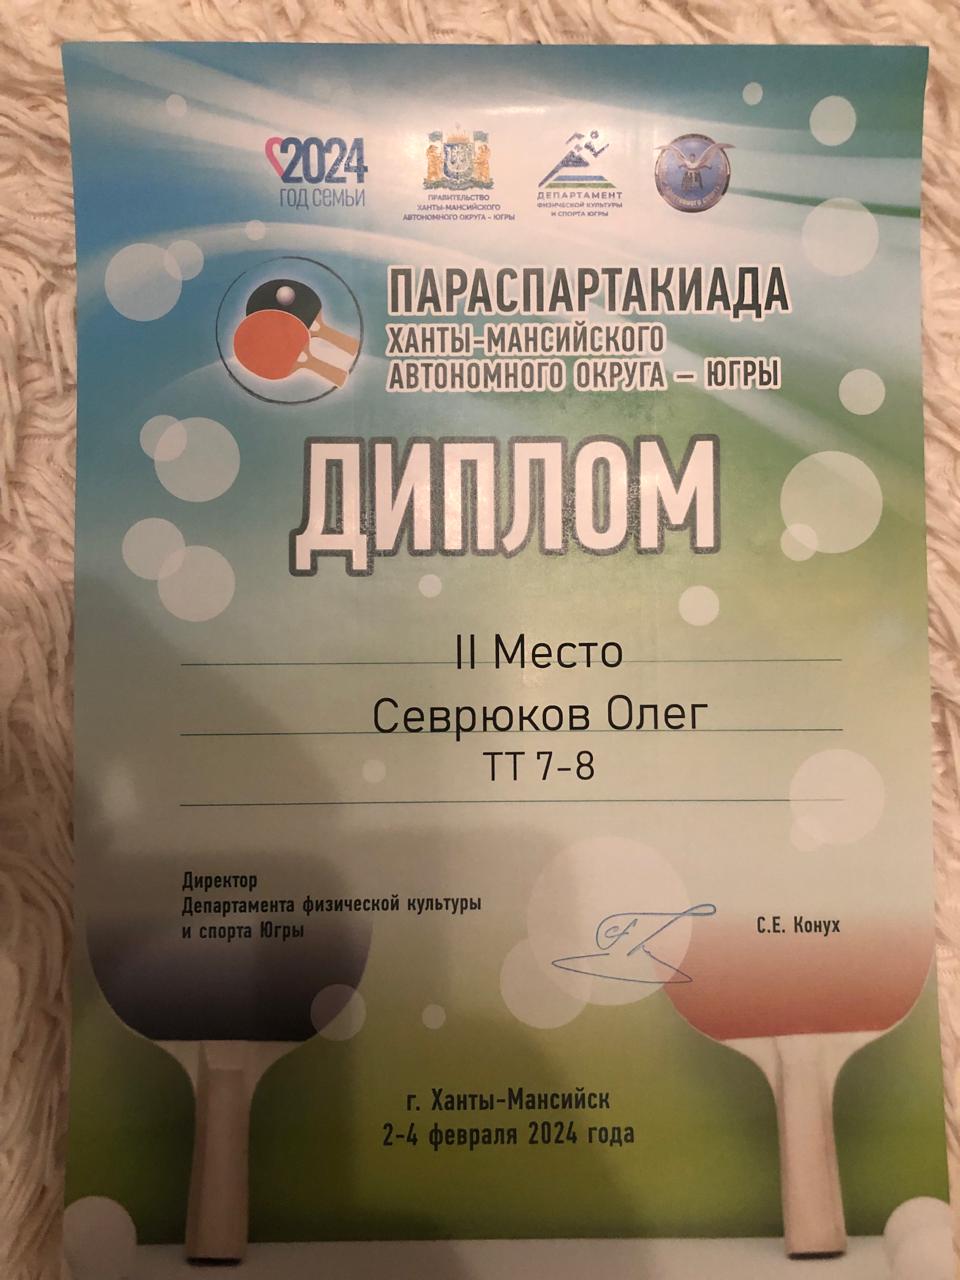 2024
ГОД СЕМЬИ
ПРАВИТЕЛЬСТВО
ХАНТЫ-МАНСИЙСКОГО
АВТОНОМНОГО ОКРУГА – ЮГРЫ
ДЕПАРТАМЕНТ
ФИЗИЧЕСКОЙ КУЛЬТУРЫ
И СПОРТА ЮГРЫ
ПАРАСПАРТАКИАДА
ХАНТЫ-МАНСИЙСКОГО
АВТОНОМНОГО ОКРУГА – ЮГРЫ
ДИПЛОМ
II Место
Севрюков Олег
ТТ 7-8
Директор
Департамента физической культуры
и спорта Югры
С.Е. Конух
г. Ханты-Мансийск
2-4 февраля 2024 года